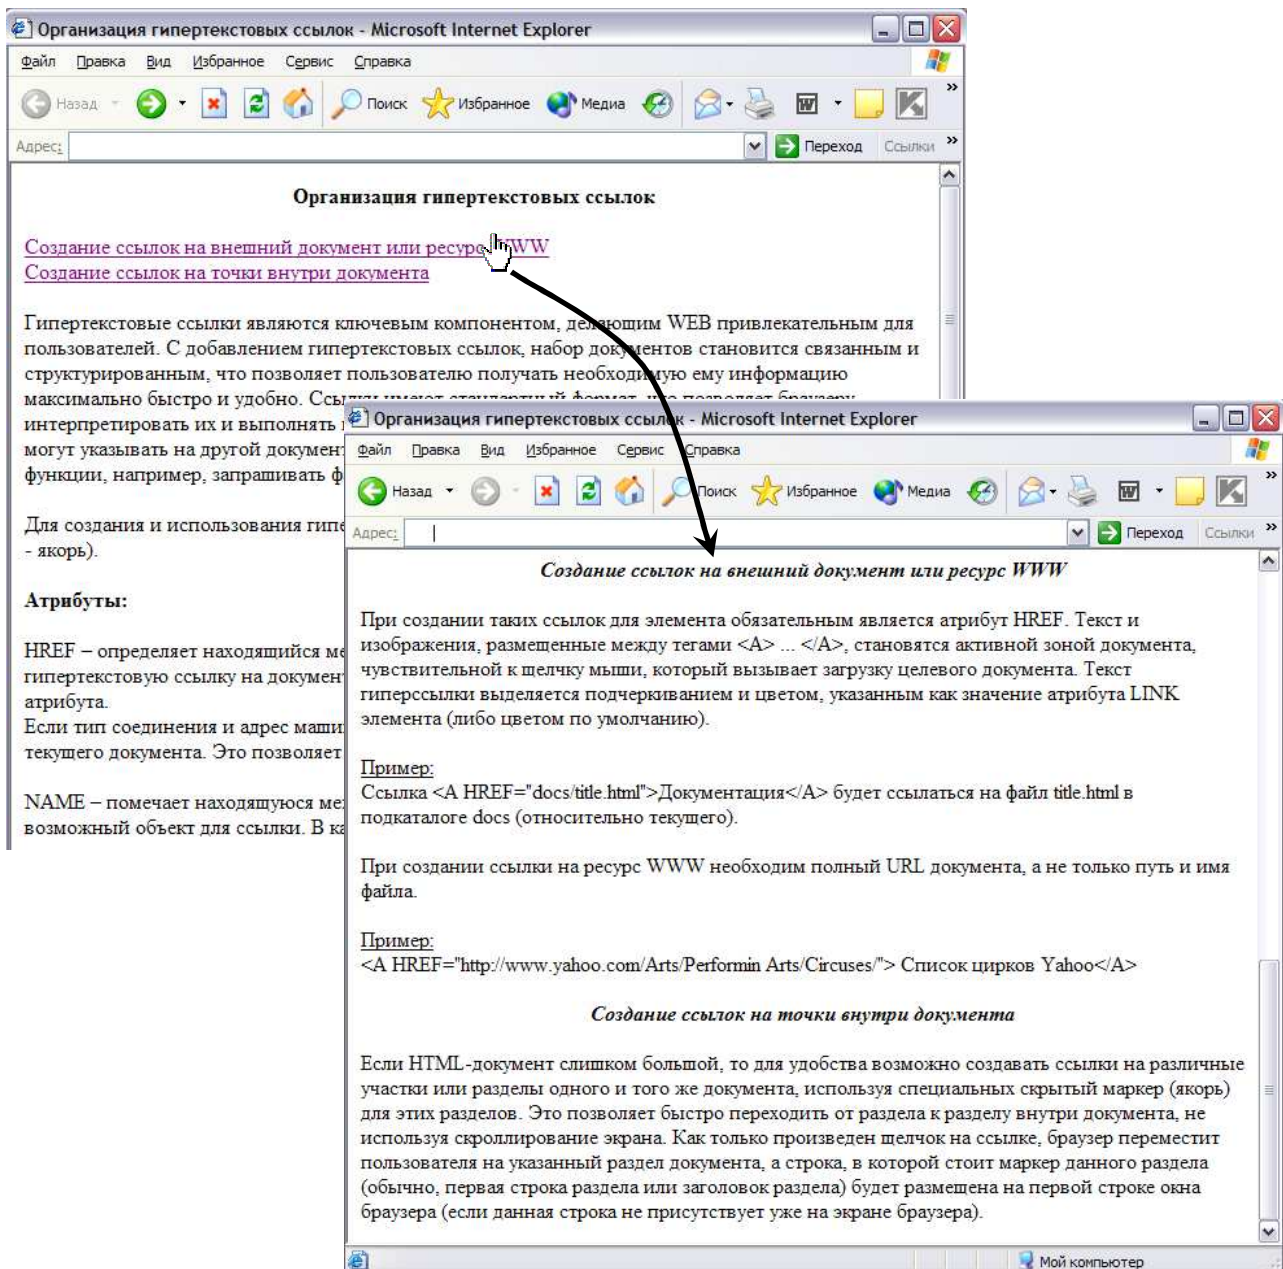 Организация гипертекстовых ссылок - Microsoft Internet Explorer
Файл Правка Вид Избранное Сервис Справка
Назад Поиск Избранное Медиа »
Адрес: Переход Ссылки »
Организация гипертекстовых ссылок
Создание ссылок на внешний документ или ресурс WWW
Создание ссылок на точки внутри документа
Гипертекстовые ссылки являются ключевым компонентом, делающим WEB привлекательным для
пользователей. С добавлением гипертекстовых ссылок, набор документов становится связанным и
структурированным, что позволяет пользователю получать необходимую ему информацию
максимально быстро и удобно. Ссылки имеют стандартный формат, что позволяет браузеру
интерпретировать их и выполнять
могут указывать на другой документ
функции, например, запрашивать
Для создания и использования
- якорь).
Атрибуты:
HREF – определяет находящийся
гипертекстовую ссылку на
атрибута.
Если тип соединения и адрес
текущего документа. Это позволяет
NAME – помечает находящуюся
возможный объект для ссылки. В
Организация гипертекстовых ссылок - Microsoft Internet Explorer
Файл Правка Вид Избранное Сервис Справка
Назад Поиск Избранное Медиа »
Адрес: Переход Ссылки »
Создание ссылок на внешний документ или ресурс WWW
При создании таких ссылок для элемента обязательным является атрибут HREF. Текст и
изображения, размещенные между тегами <A> ... </A>, становятся активной зоной документа,
чувствительной к щелчку мыши, который вызывает загрузку целевого документа. Текст
гиперссылки выделяется подчеркиванием и цветом, указанным как значение атрибута LINK
элемента (либо цветом по умолчанию).
Пример:
Ссылка <A HREF="docs/title.html">Документация</A> будет ссылаться на файл title.html в
подкаталоге docs (относительно текущего).
При создании ссылки на ресурс WWW необходим полный URL документа, а не только путь и имя
файла.
Пример:
<A HREF="http://www.yahoo.com/Arts/Performin Arts/Circuses/"> Список цирков Yahoo</A>
Создание ссылок на точки внутри документа
Если HTML-документ слишком большой, то для удобства возможно создавать ссылки на различные
участки или разделы одного и того же документа, используя специальных скрытый маркер (якорь)
для этих разделов. Это позволяет быстро переходить от раздела к разделу внутри документа, не
используя скроллирование экрана. Как только произведен щелчок на ссылке, браузер переместит
пользователя на указанный раздел документа, а строка, в которой стоит маркер данного раздела
(обычно, первая строка раздела или заголовок раздела) будет размещена на первой строке окна
браузера (если данная строка не присутствует уже на экране браузера).
Мой компьютер